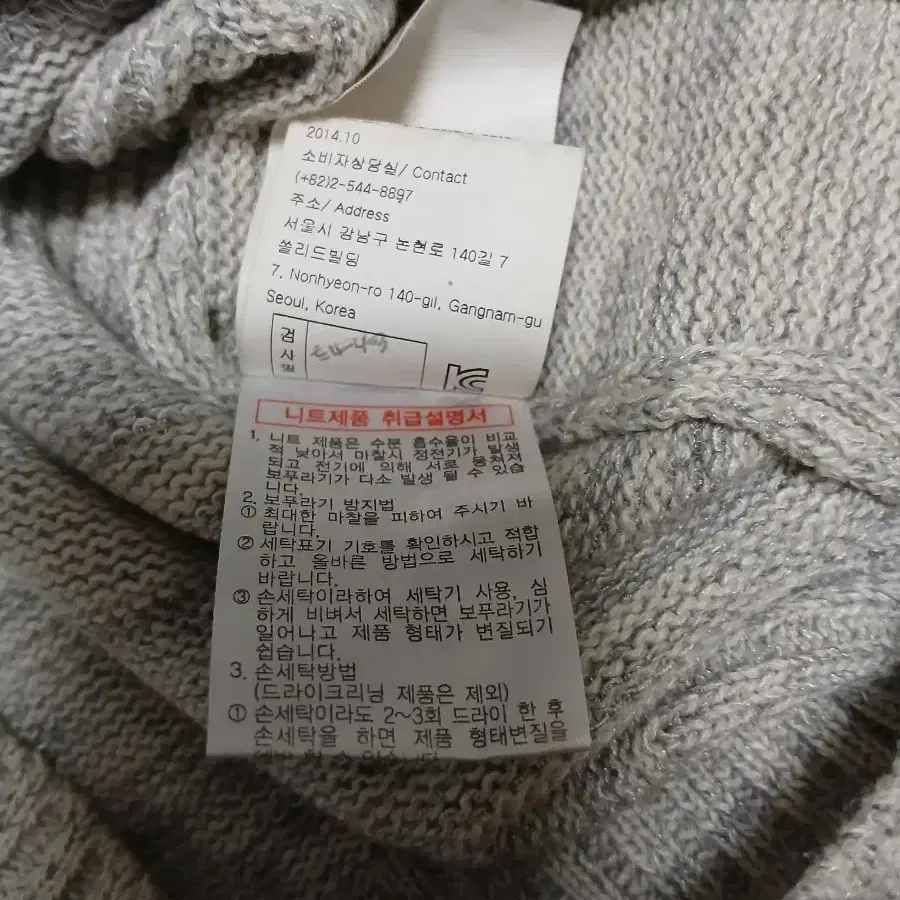 2014.10
소비자상담실/ Contact
(+82)2-544-8697
주소/ Address
서울시 강남구 논현로 140길 7
쏠리드빌딩
7, Nonhyeon-ro 140-gil, Gangnam-gu
Seoul, Korea
검
사
필
니트제품 취급설명서
1. 니트 제품은 수분 흡수율이 비교
적 낮아서 마찰시 정전기가 발생
되고 전기에 의해 서로 뭉쳐져
보푸라기가 다소 발생 될 수 있습
니다.
2. 보푸라기 방지법
① 최대한 마찰을 피하여 주시기 바
랍니다.
② 세탁표기 기호를 확인하시고 적합
하고 올바른 방법으로 세탁하기
바랍니다.
③ 손세탁이라하여 세탁기 사용, 심
하게 비벼서 세탁하면 보푸라기가
일어나고 제품 형태가 변질되기
쉽습니다.
3. 손세탁방법
(드라이크리닝 제품은 제외)
① 손세탁이라도 2~3회 드라이 한 후
손세탁을 하면 제품 형태변질을